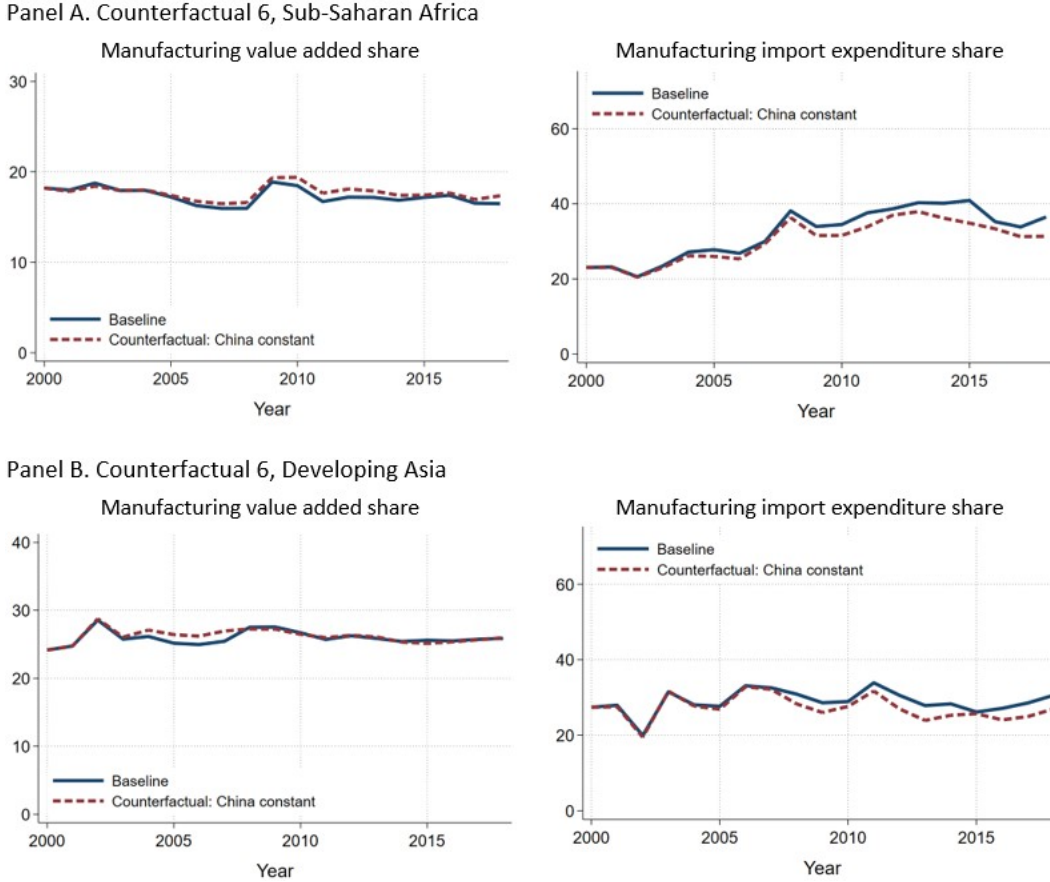 Panel A. Counterfactual 6, Sub-Saharan Africa
Manufacturing value added share
30
20
10
0
Baseline
Counterfactual: China constant
2000 2005 2010 2015
Year
Manufacturing import expenditure share
Baseline
Counterfactual: China constant
60
40
20
0
2000 2005 2010 2015
Year
Panel B. Counterfactual 6, Developing Asia
Manufacturing value added share
40
30
20
10
0
Baseline
Counterfactual: China constant
2000 2005 2010 2015
Year
Manufacturing import expenditure share
Baseline
Counterfactual: China constant
60
40
20
0
2000 2005 2010 2015
Year